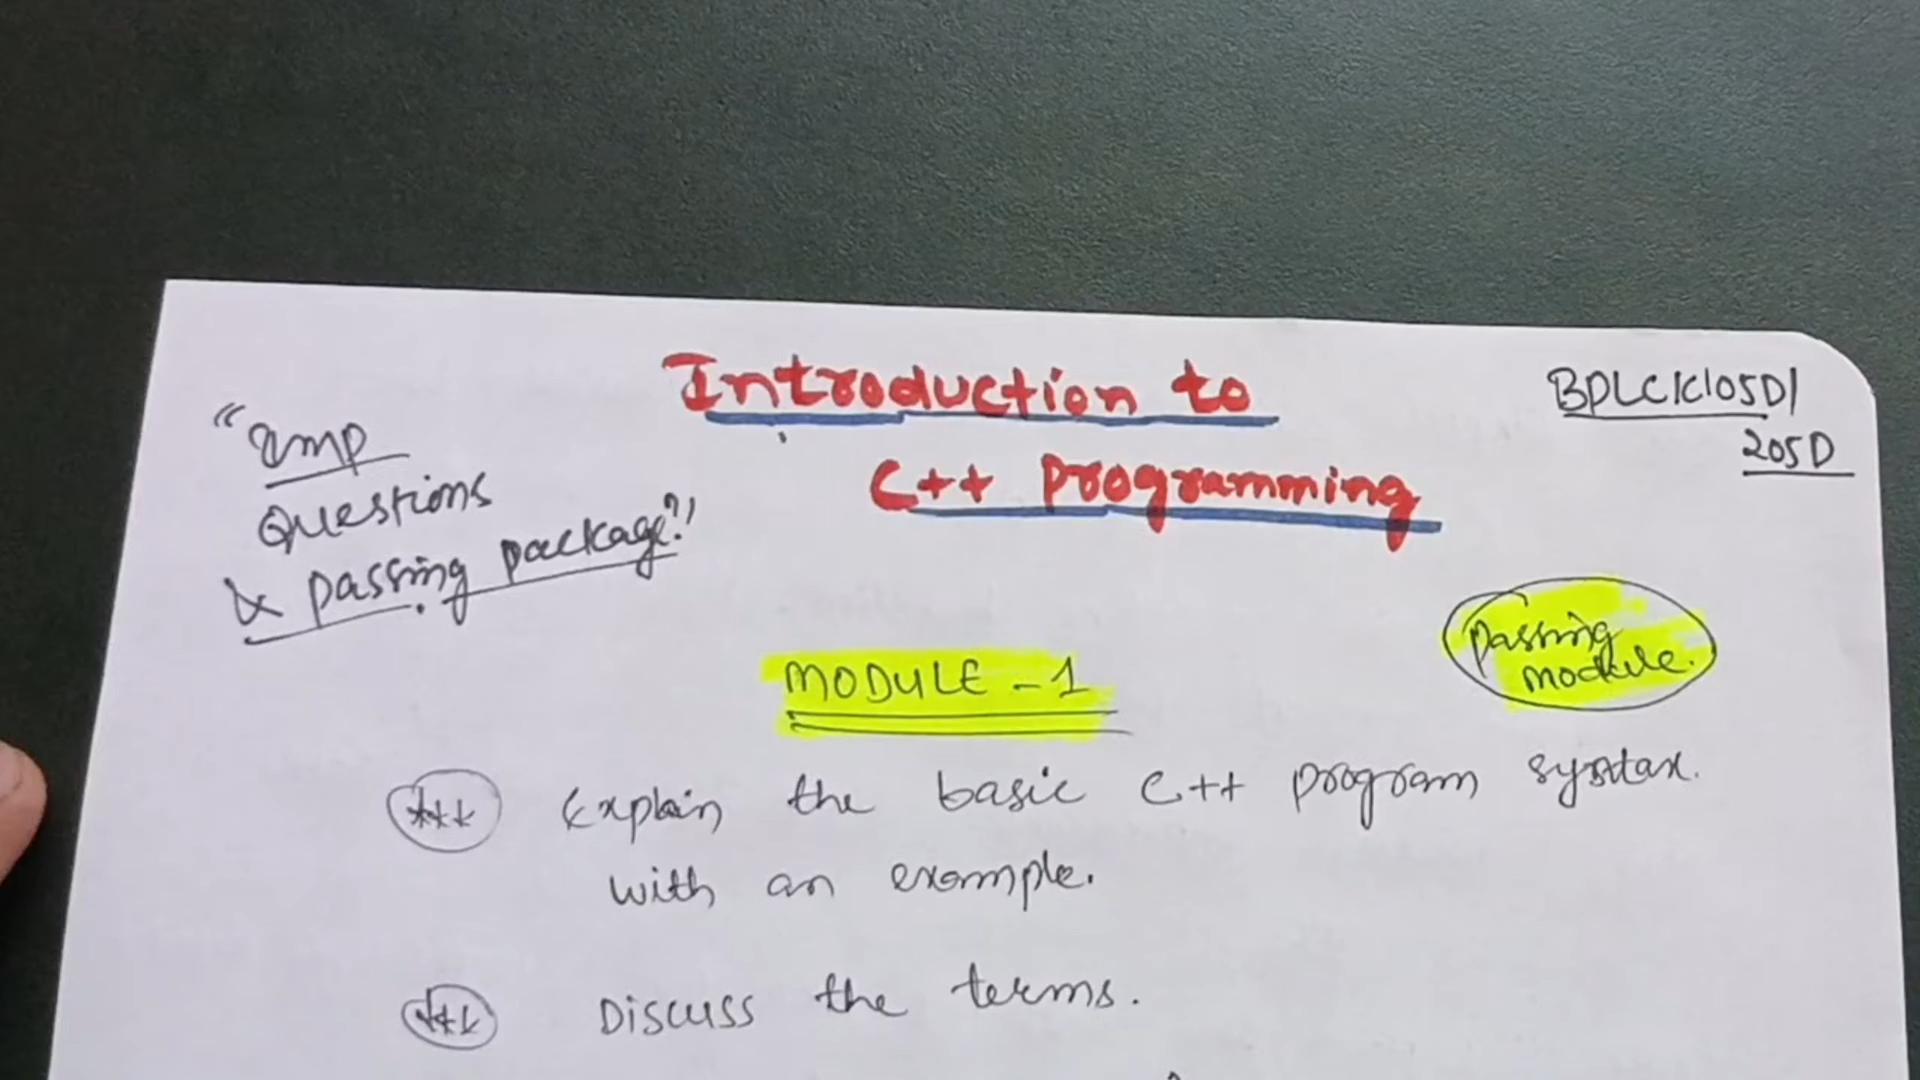 Introduction to
C++ programming
BPLCK105D/
205D
"Imp
Questions
& passing package"
MODULE - 1
passing
module.
*** Explain the basic C++ program syntax.
with an example.
*** Discuss the terms.